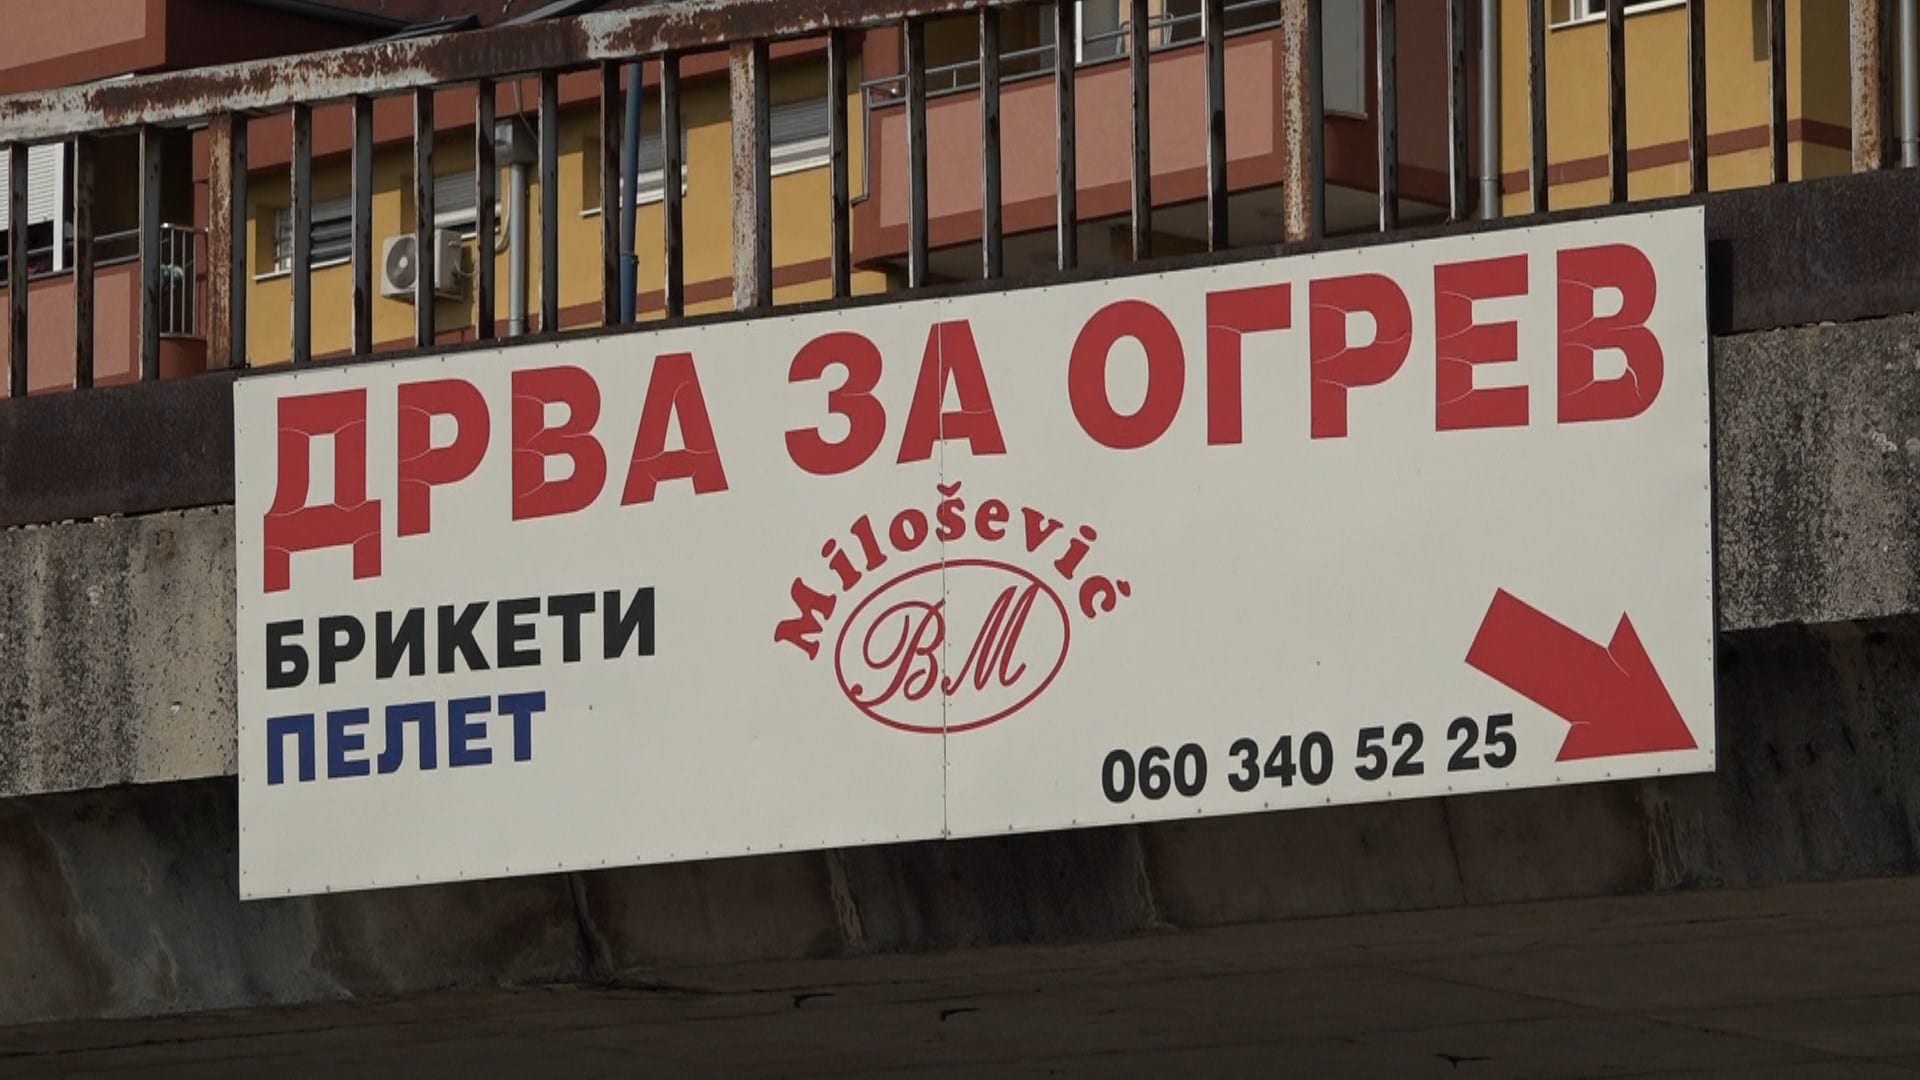 ДРВА ЗА ОГРЕВ
БРИКЕТИ
ПЕЛЕТ
Milošević
BM
060 340 52 25